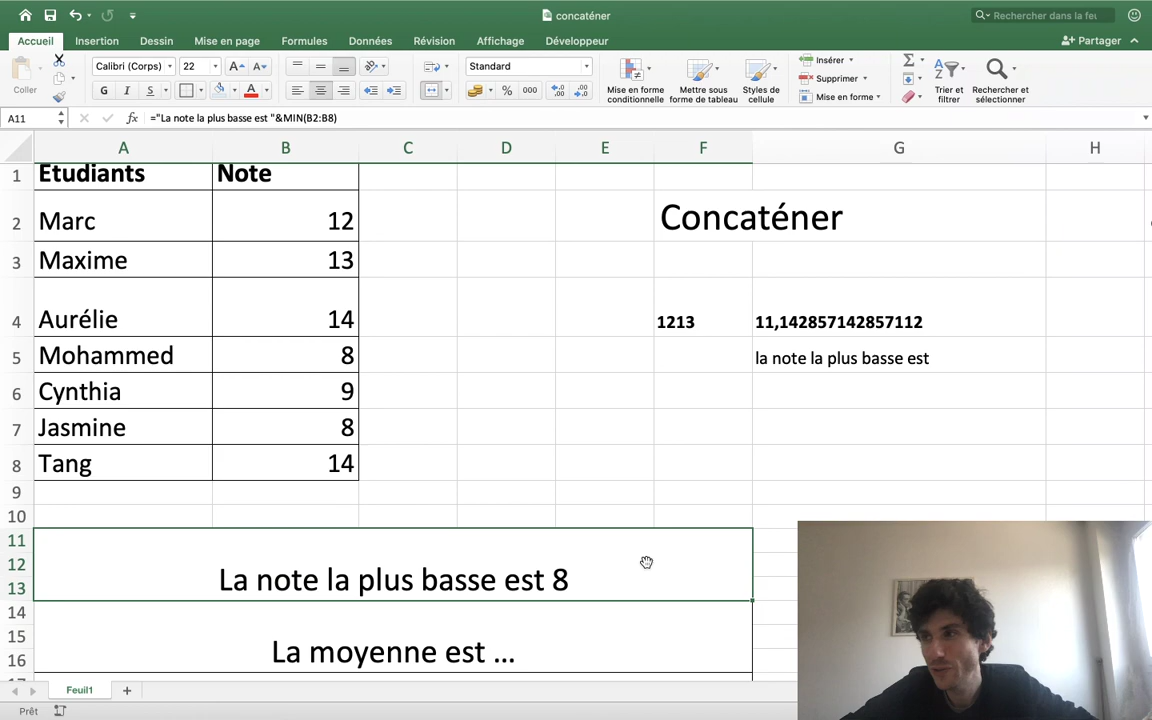 concaténer
Rechercher dans la feu
Accueil Insertion Dessin Mise en page Formules Données Révision Affichage Développeur Partager
Coller
Calibri (Corps) 22
G I S
A
Standard
% 000
Mise en forme conditionnelle
Mettre sous forme de tableau
Styles de cellule
Insérer
Supprimer
Mise en forme
Trier et filtrer
Rechercher et sélectionner
A11 fx ="La note la plus basse est "&MIN(B2:B8)
A B C D E F G H
1 Etudiants Note
2 Marc 12 Concaténer
3 Maxime 13
4 Aurélie 14 1213 11,142857142857112
5 Mohammed 8 la note la plus basse est
6 Cynthia 9
7 Jasmine 8
8 Tang 14
9
10
11
12
13 La note la plus basse est 8
14
15
16 La moyenne est ...
Feuil1 +
Prêt